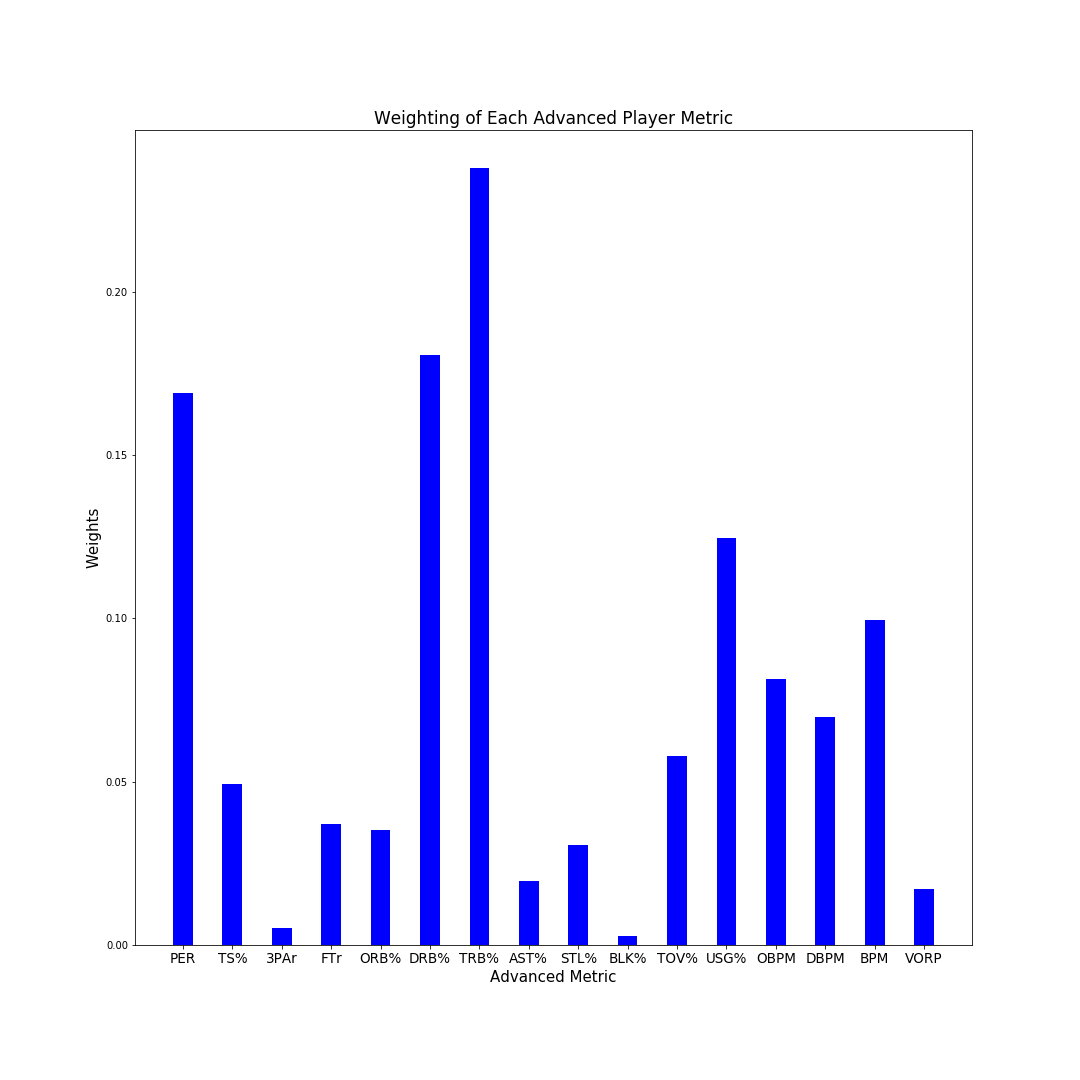 Weighting of Each Advanced Player Metric
0.20
0.15
0.10
0.05
0.00
Weights
PER TS% 3PAr FTr ORB% DRB% TRB% AST% STL% BLK% TOV% USG% OBPM DBPM BPM VORP
Advanced Metric